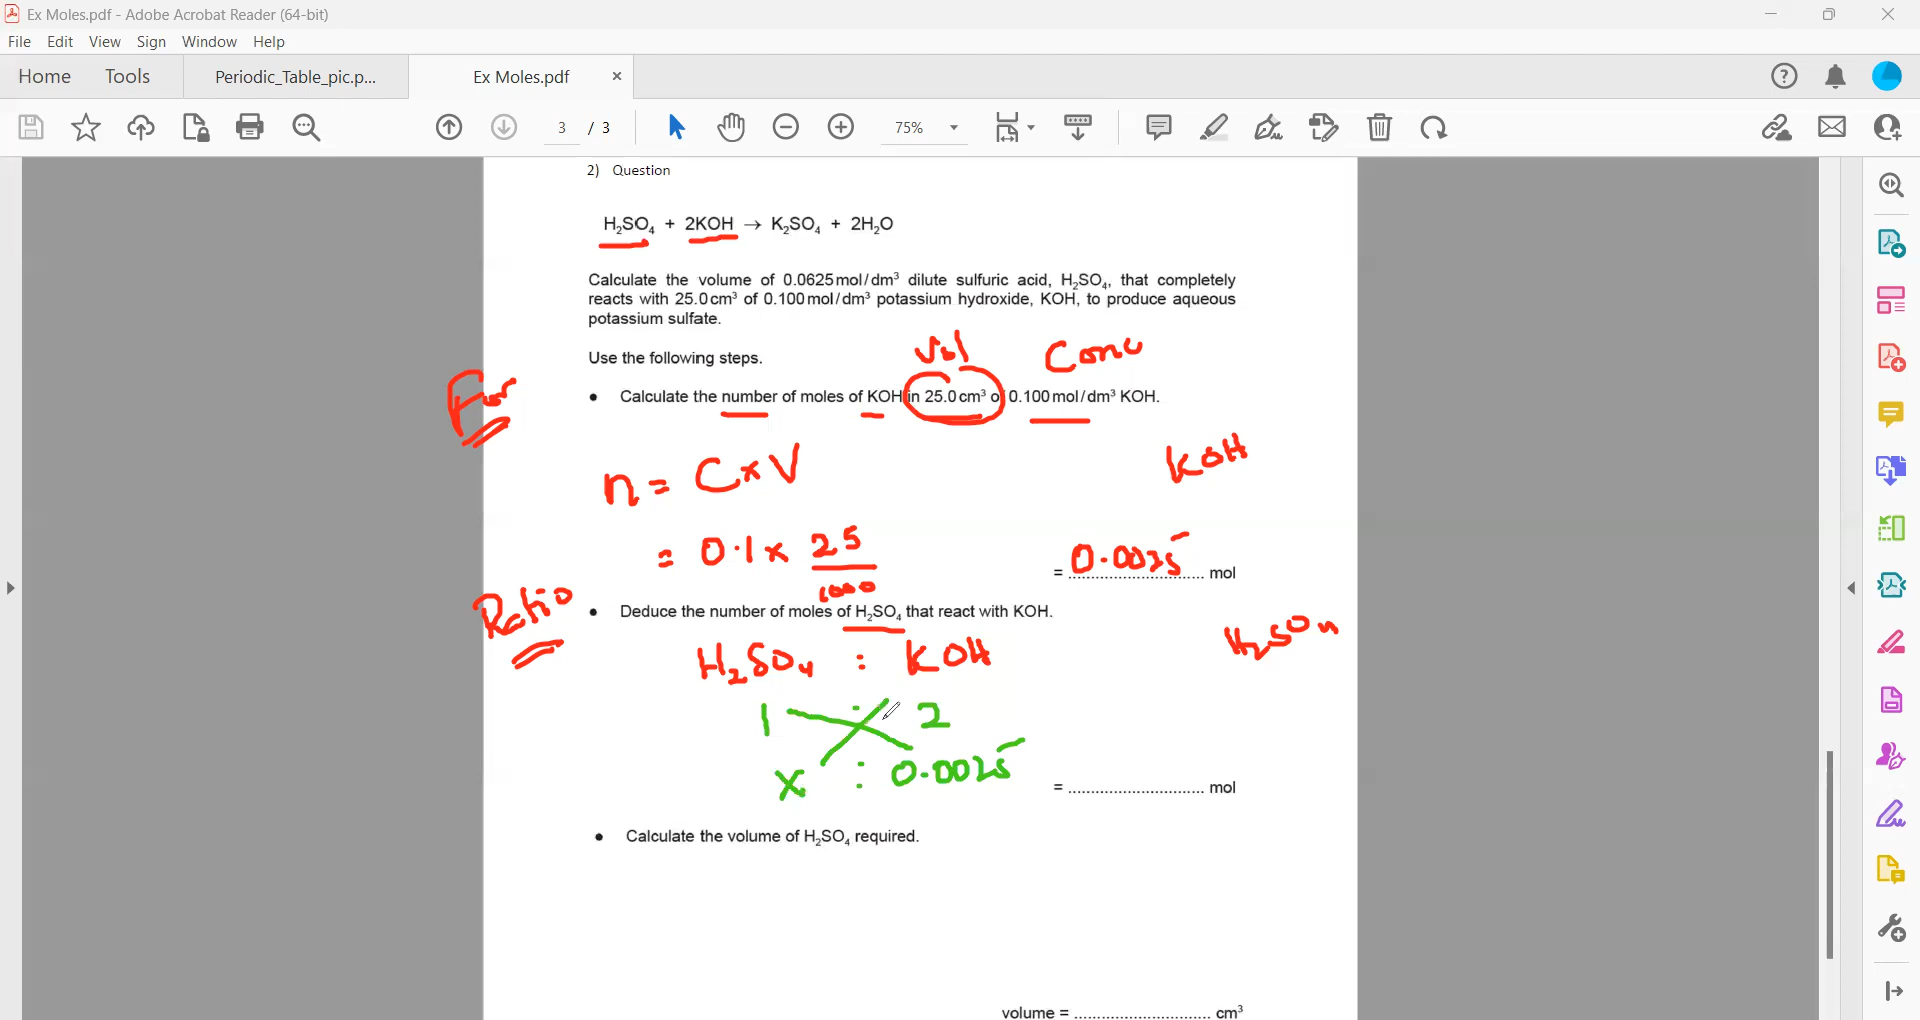 Ex Moles.pdf - Adobe Acrobat Reader (64-bit)
File Edit View Sign Window Help
Home Tools Periodic_Table_pic.p... Ex Moles.pdf ×
3 / 3 75%
2) Question
H₂SO₄ + 2KOH → K₂SO₄ + 2H₂O
Calculate the volume of 0.0625 mol/dm³ dilute sulfuric acid, H₂SO₄, that completely
reacts with 25.0 cm³ of 0.100 mol/dm³ potassium hydroxide, KOH, to produce aqueous
potassium sulfate.
Vol Conc
Use the following steps.
For
• Calculate the number of moles of KOH in 25.0 cm³ o 0.100 mol/dm³ KOH.
KOH
n = C × V
= 0.1 × 25
1000
= 0.0025 mol
Ratio
• Deduce the number of moles of H₂SO₄ that react with KOH.
H₂SO₄
H₂SO₄ : KOH
1 : 2
x : 0.0025
= .............................. mol
• Calculate the volume of H₂SO₄ required.
volume = .............................. cm³